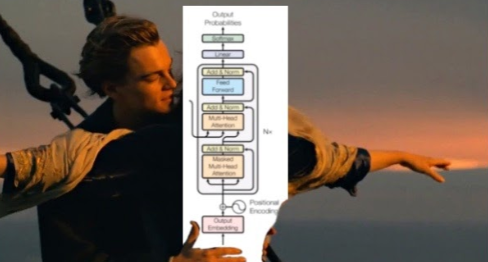 Output
Probabilities
Softmax
Linear
Add & Norm
Feed
Forward
Add & Norm
Multi-Head
Attention
N×
Add & Norm
Masked
Multi-Head
Attention
Positional
Encoding
Output
Embedding